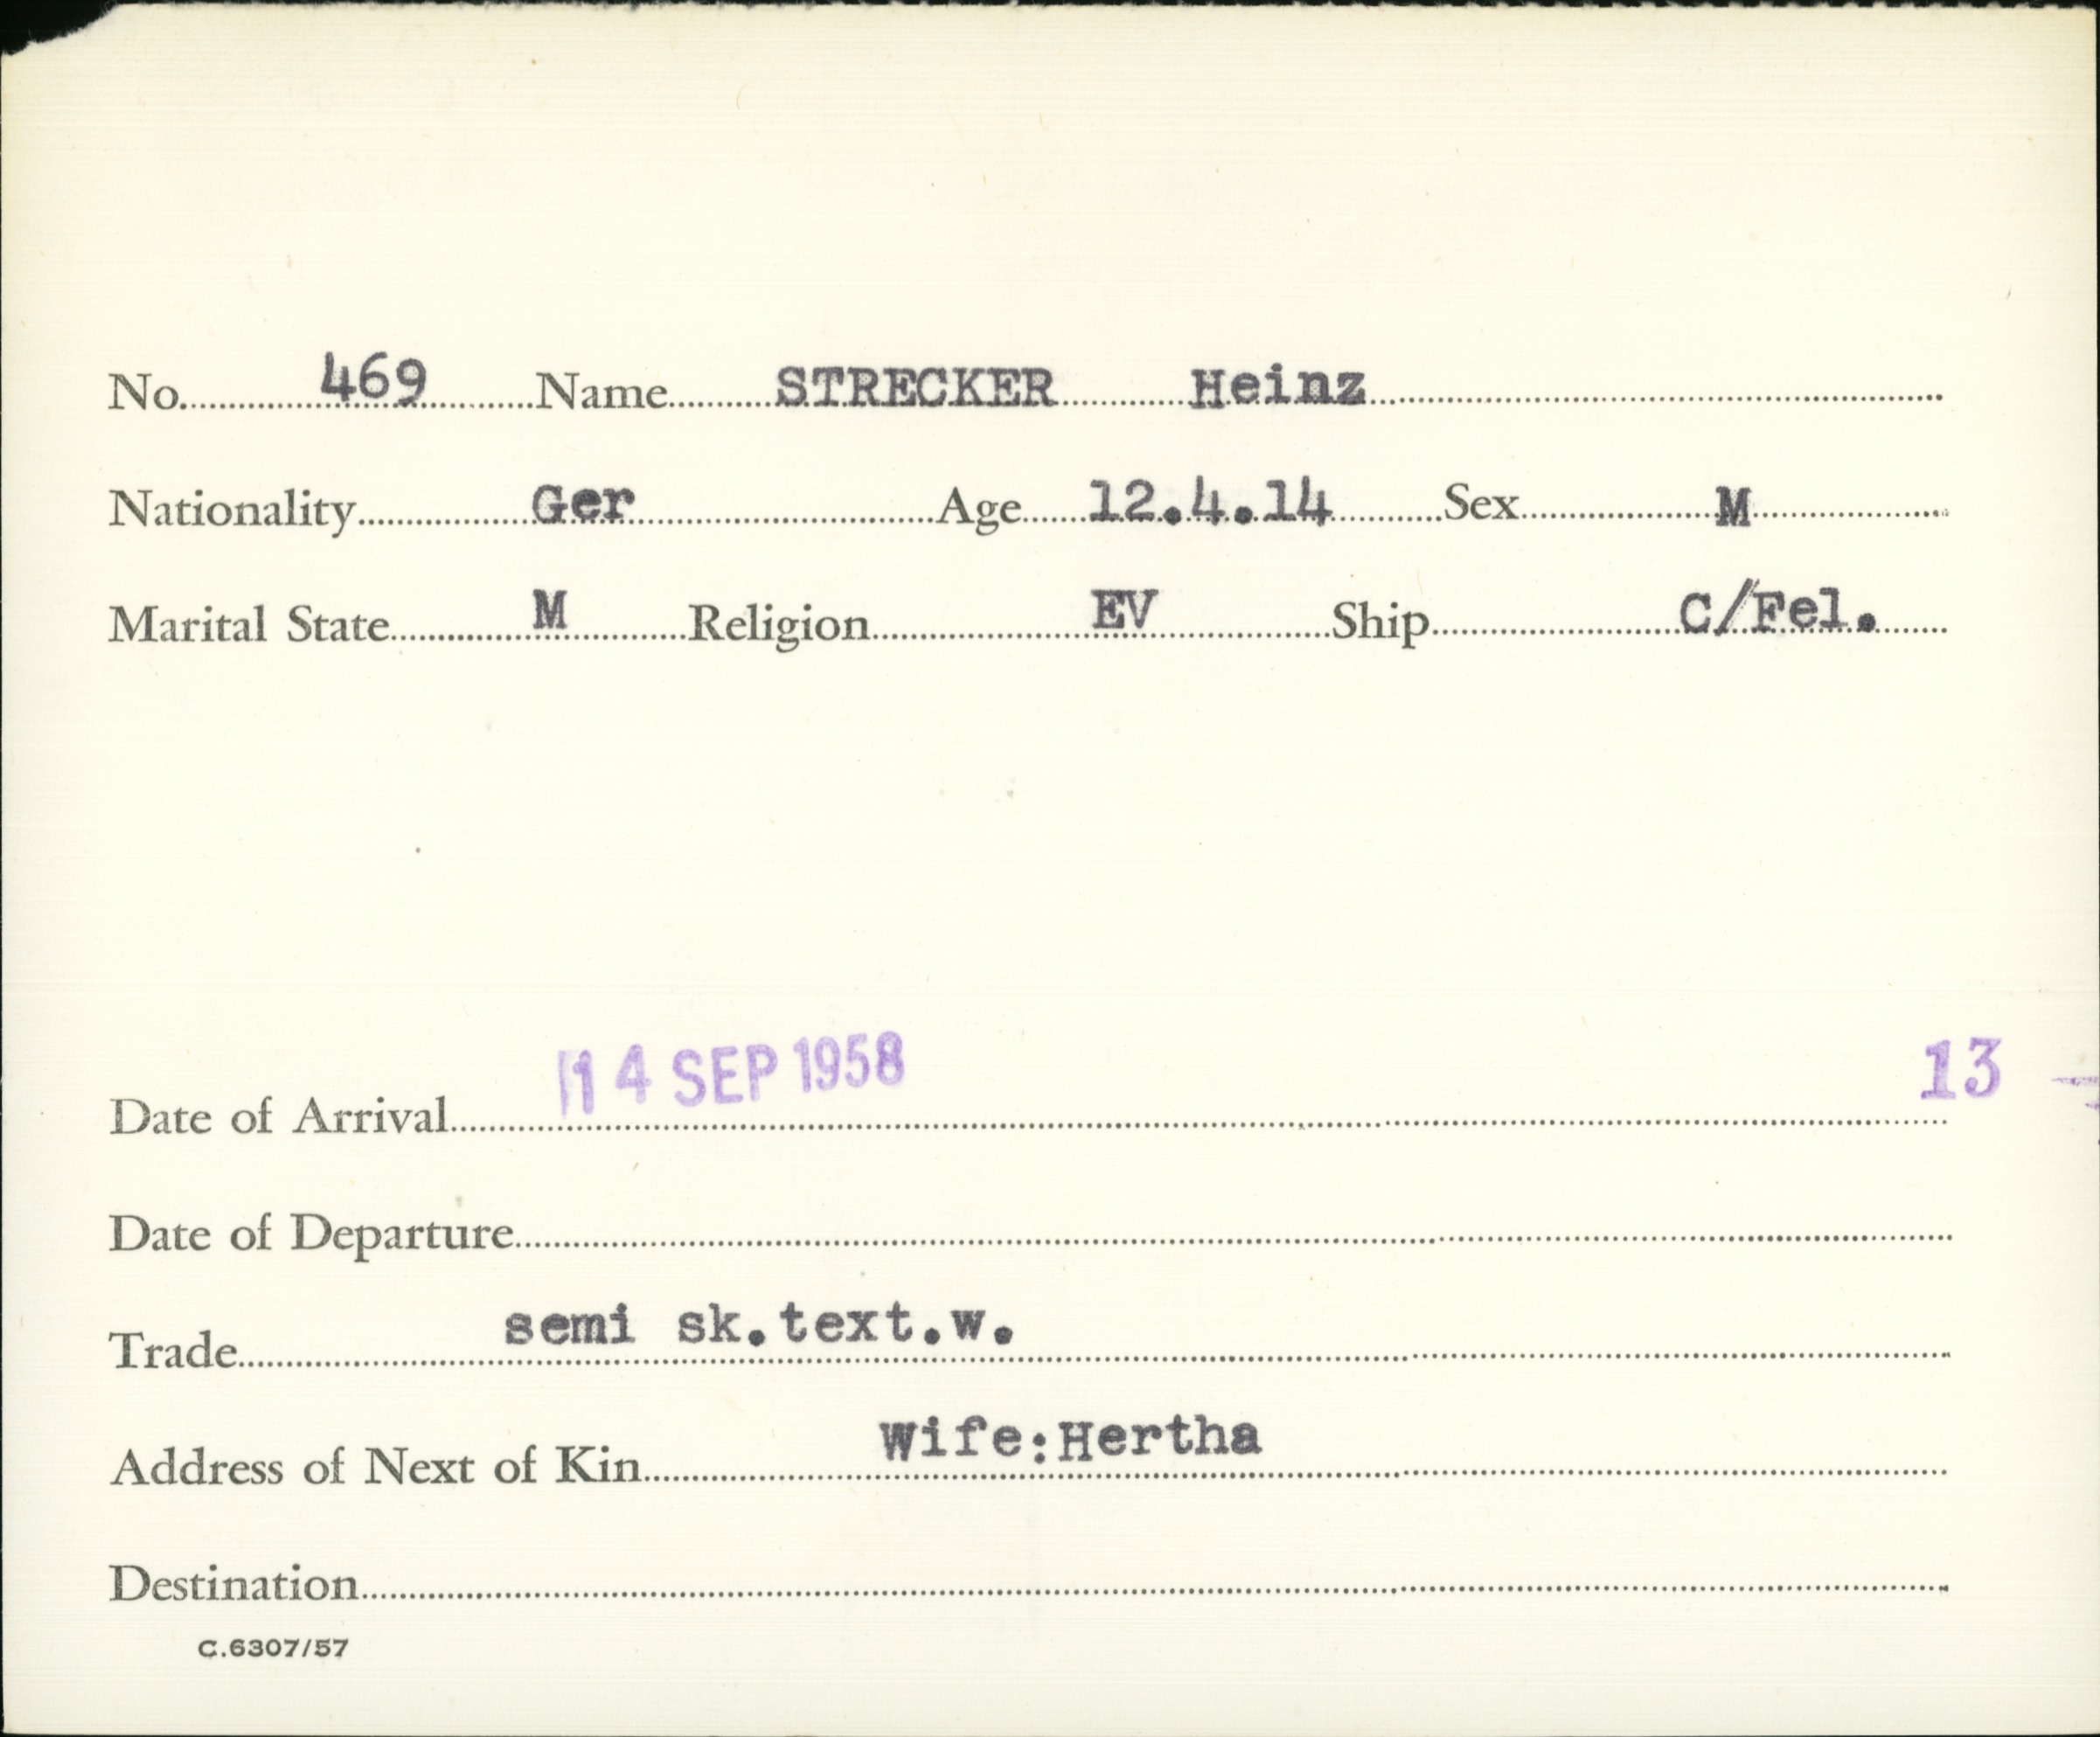 No. 469 Name STRECKER Heinz
Nationality Ger Age 12.4.14 Sex M
Marital State M Religion EV Ship C/Fel.
14 SEP 1958 13
Date of Arrival
Date of Departure
Trade semi sk.text.w.
Address of Next of Kin Wife:Hertha
Destination
C.6307/57